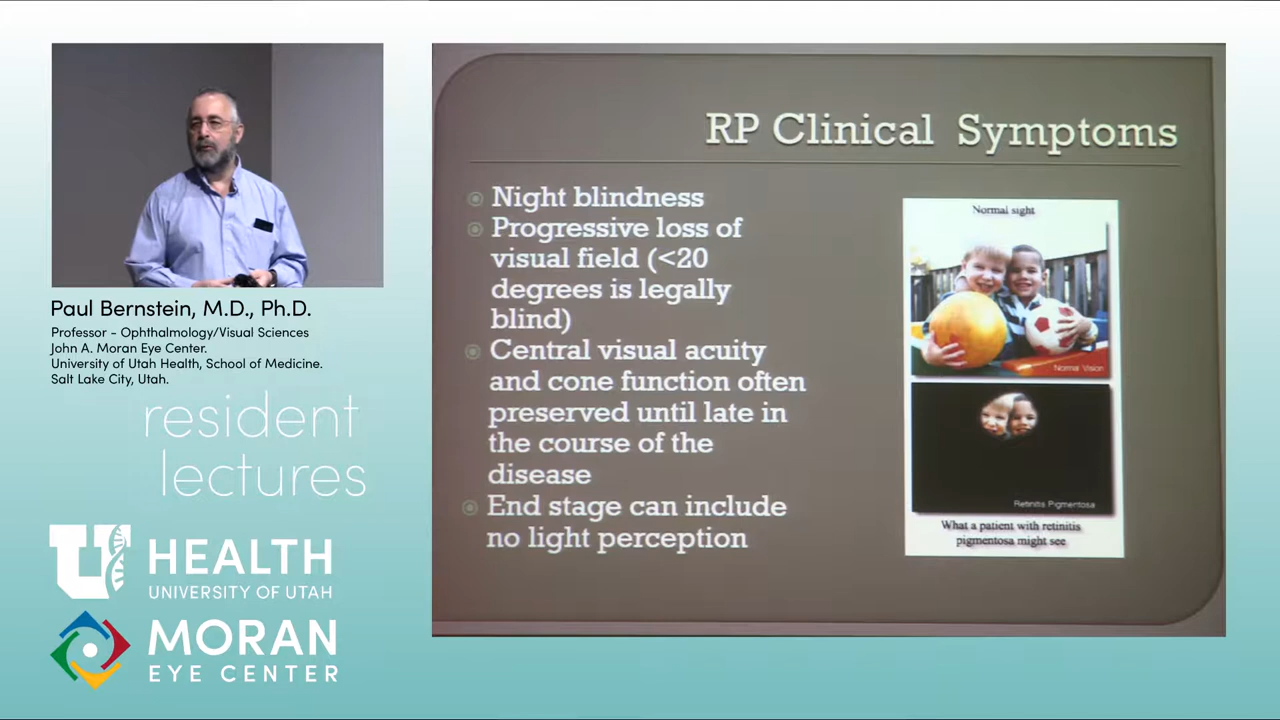 Paul Bernstein, M.D., Ph.D.
Professor - Ophthalmology/Visual Sciences
John A. Moran Eye Center.
University of Utah Health, School of Medicine.
Salt Lake City, Utah.
resident
lectures
U HEALTH
UNIVERSITY OF UTAH
MORAN
EYE CENTER
RP Clinical Symptoms
Night blindness
Progressive loss of
visual field (<20
degrees is legally
blind)
Central visual acuity
and cone function often
preserved until late in
the course of the
disease
End stage can include
no light perception
Normal sight
Normal Vision
Retinitis Pigmentosa
What a patient with retinitis
pigmentosa might see